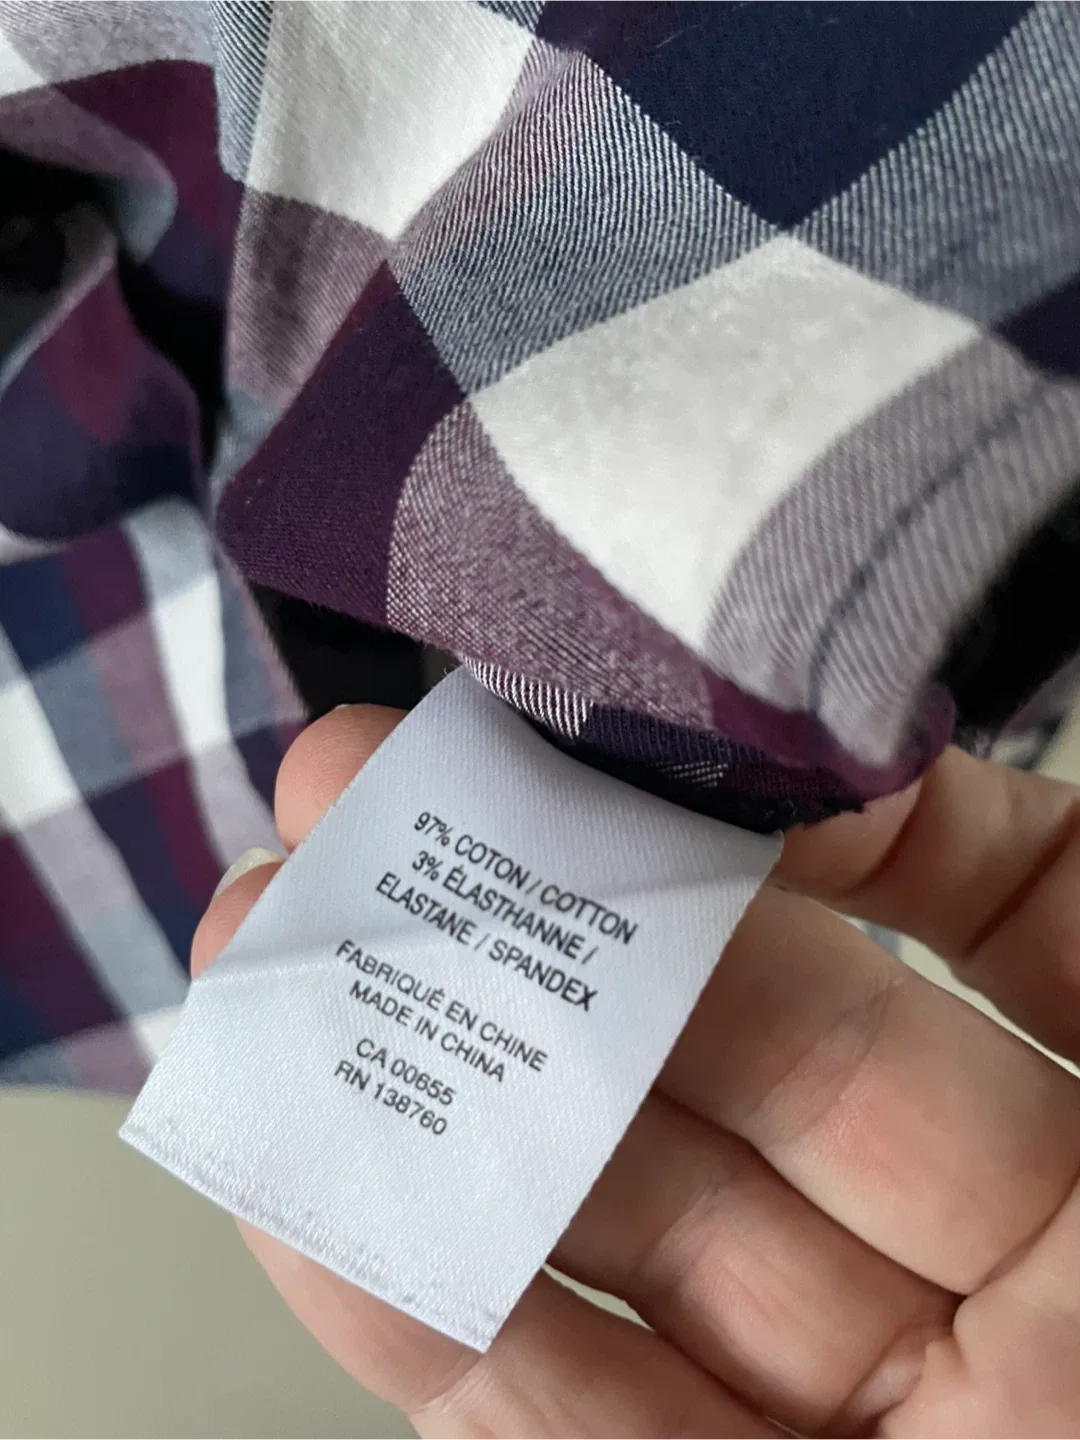 97% COTON / COTTON
3% ÉLASTHANNE /
ELASTANE / SPANDEX
FABRIQUÉ EN CHINE
MADE IN CHINA
CA 00655
RN 138760